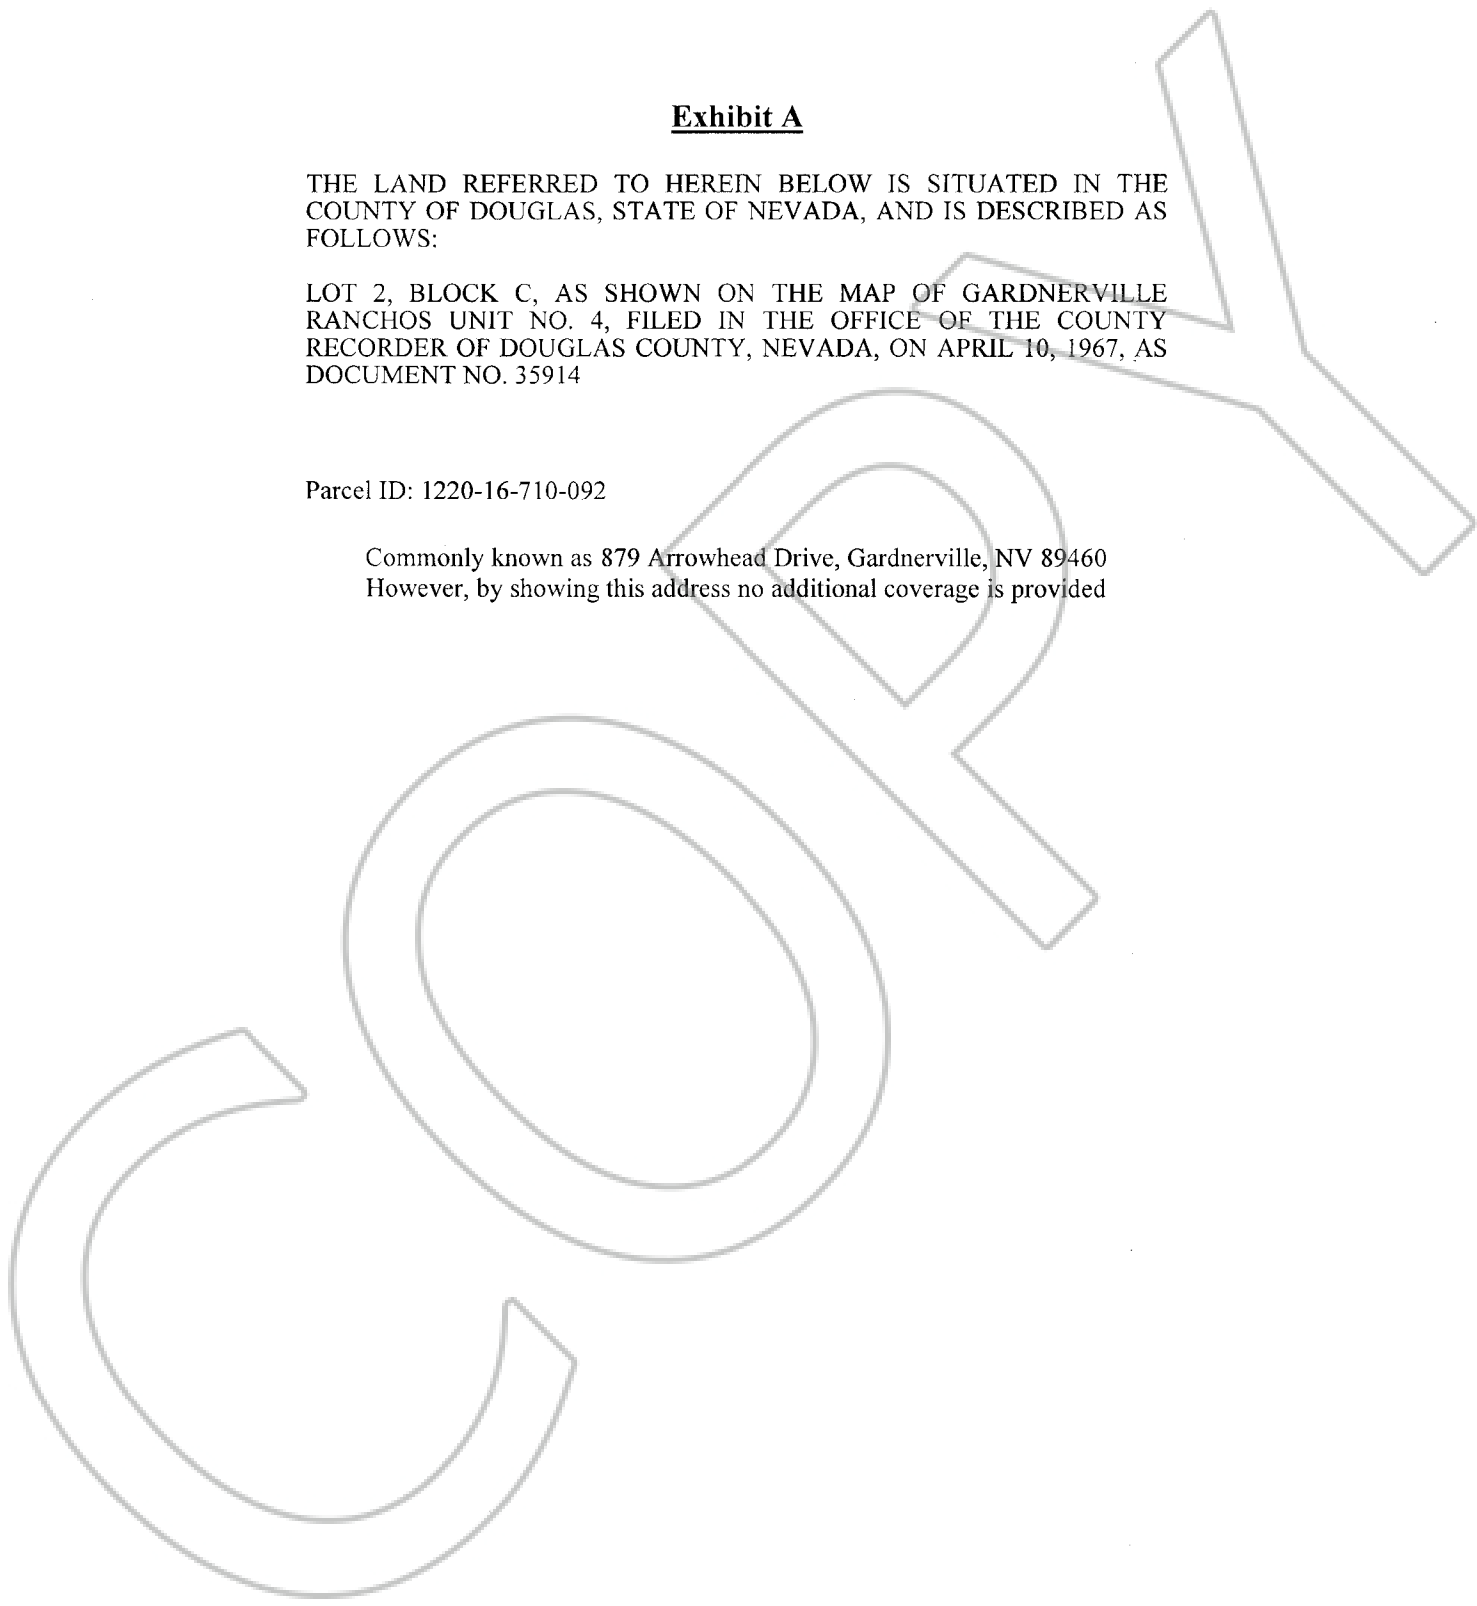 Exhibit A
THE LAND REFERRED TO HEREIN BELOW IS SITUATED IN THE
COUNTY OF DOUGLAS, STATE OF NEVADA, AND IS DESCRIBED AS
FOLLOWS:
LOT 2, BLOCK C, AS SHOWN ON THE MAP OF GARDNERVILLE
RANCHOS UNIT NO. 4, FILED IN THE OFFICE OF THE COUNTY
RECORDER OF DOUGLAS COUNTY, NEVADA, ON APRIL 10, 1967, AS
DOCUMENT NO. 35914
Parcel ID: 1220-16-710-092
Commonly known as 879 Arrowhead Drive, Gardnerville, NV 89460
However, by showing this address no additional coverage is provided
COPY